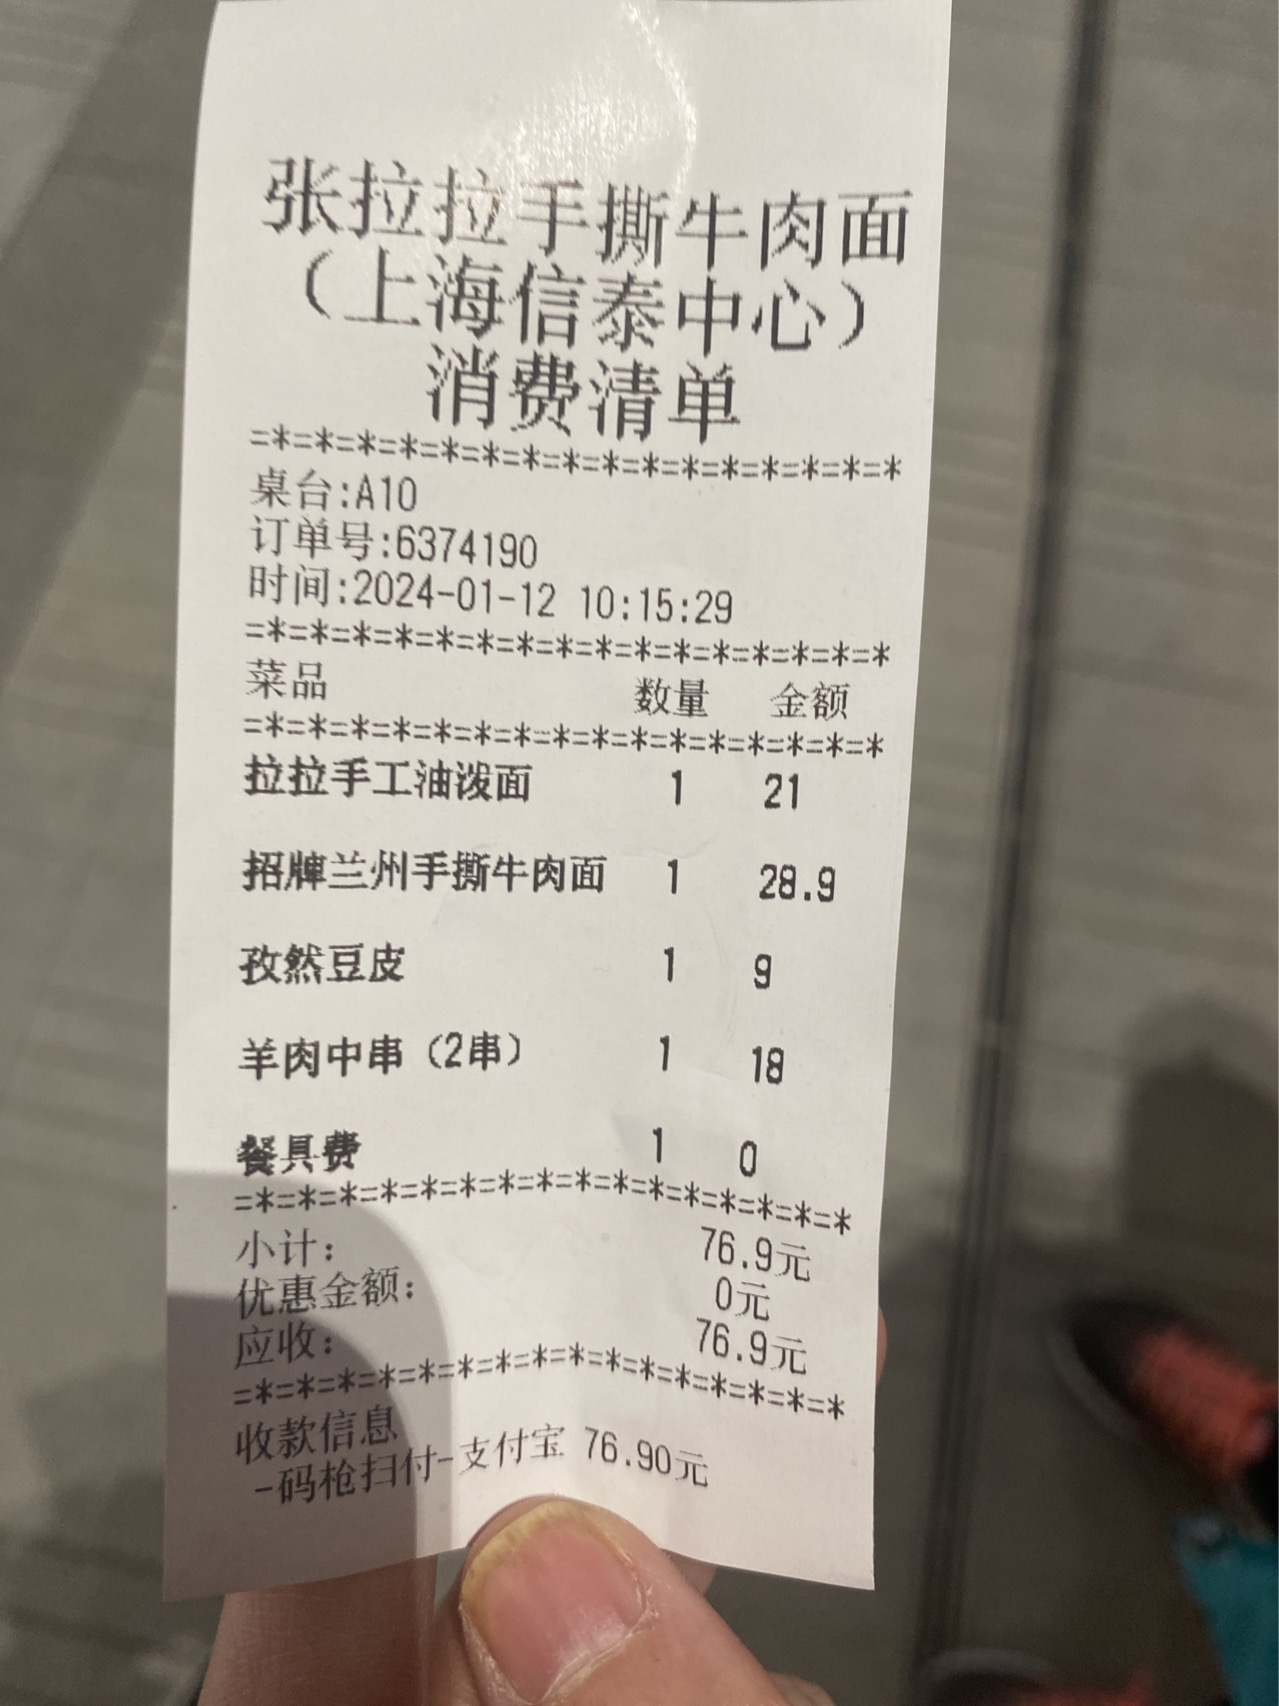 张拉拉手撕牛肉面
（上海信泰中心）
消费清单
=*=*=*=*=*=*=*=*=*=*=*=*=*=*=*=*
桌台:A10
订单号:6374190
时间:2024-01-12 10:15:29
=*=*=*=*=*=*=*=*=*=*=*=*=*=*=*=*
菜品 数量 金额
=*=*=*=*=*=*=*=*=*=*=*=*=*=*=*=*
拉拉手工油泼面 1 21
招牌兰州手撕牛肉面 1 28.9
孜然豆皮 1 9
羊肉中串（2串） 1 18
餐具费 1 0
=*=*=*=*=*=*=*=*=*=*=*=*=*=*=*=*
小计： 76.9元
优惠金额： 0元
应收： 76.9元
=*=*=*=*=*=*=*=*=*=*=*=*=*=*=*=*
收款信息
-码枪扫付-支付宝 76.90元